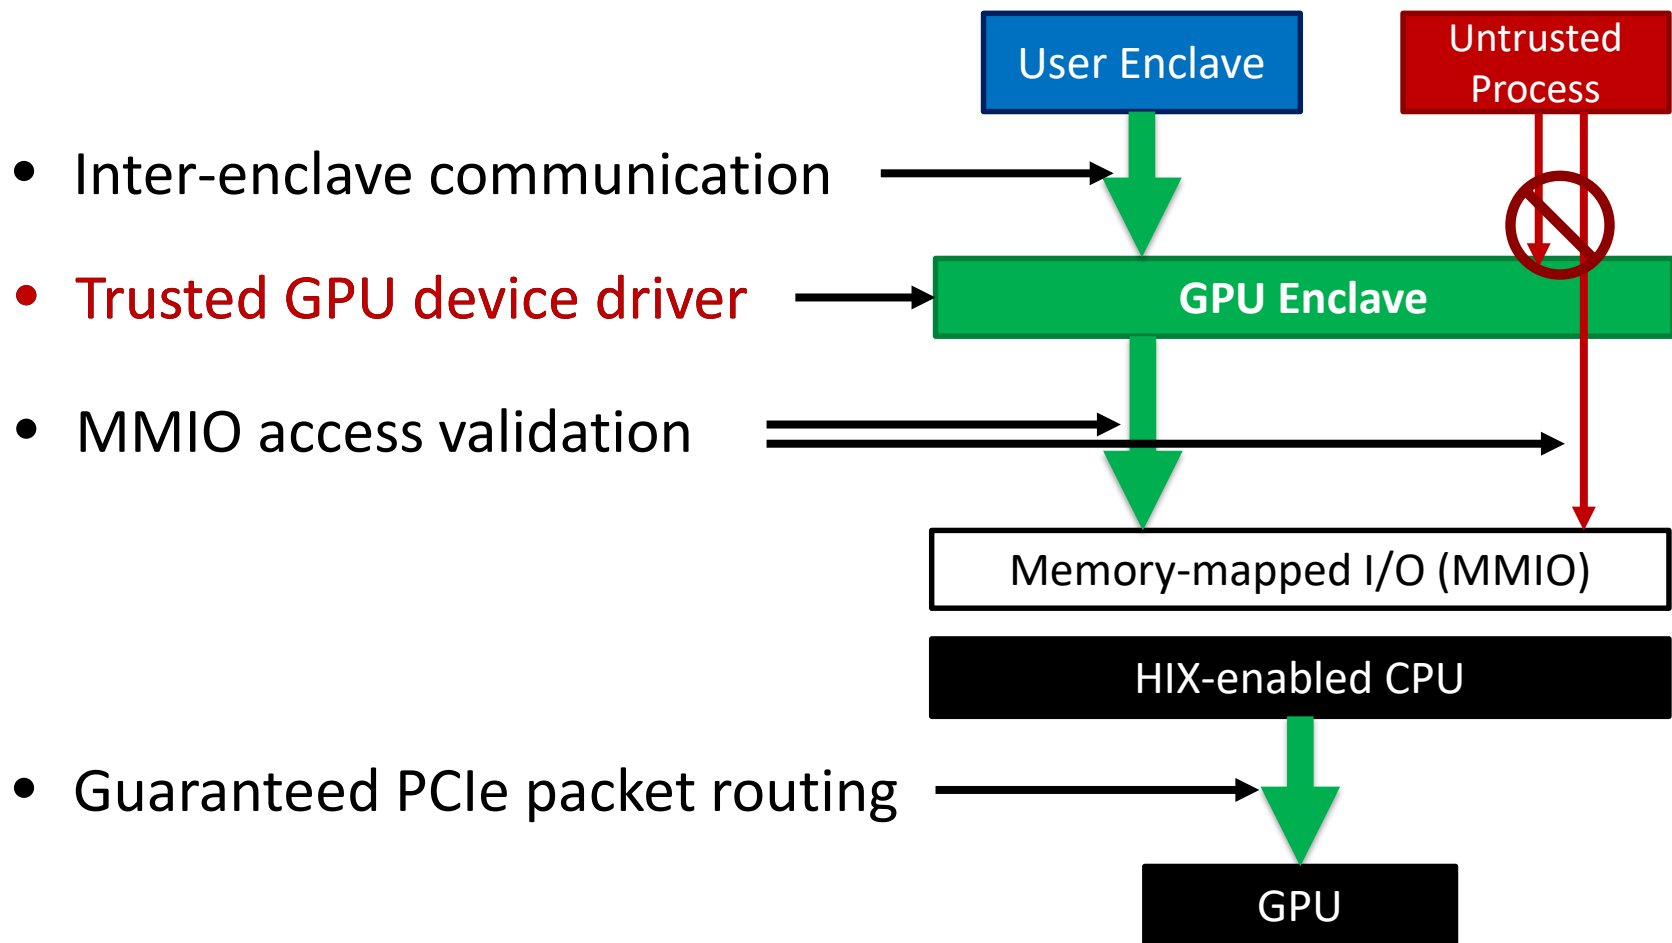 User Enclave
Untrusted
Process
• Inter-enclave communication
• Trusted GPU device driver
GPU Enclave
• MMIO access validation
Memory-mapped I/O (MMIO)
HIX-enabled CPU
• Guaranteed PCIe packet routing
GPU